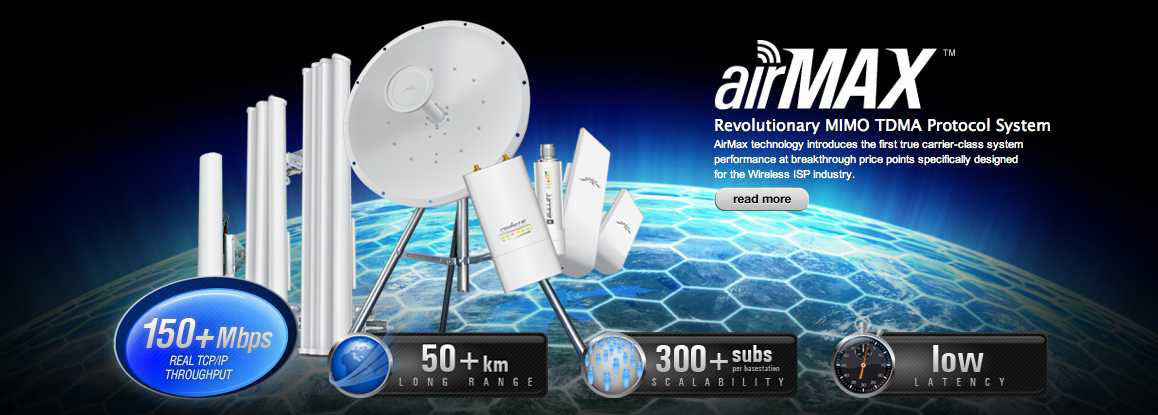 airMAX™
Revolutionary MIMO TDMA Protocol System
AirMax technology introduces the first true carrier-class system
performance at breakthrough price points specifically designed
for the Wireless ISP industry.
read more
BULLET
150+Mbps
REAL TCP/IP
THROUGHPUT
50+km
LONG RANGE
300+subs
per basestation
SCALABILITY
low
LATENCY